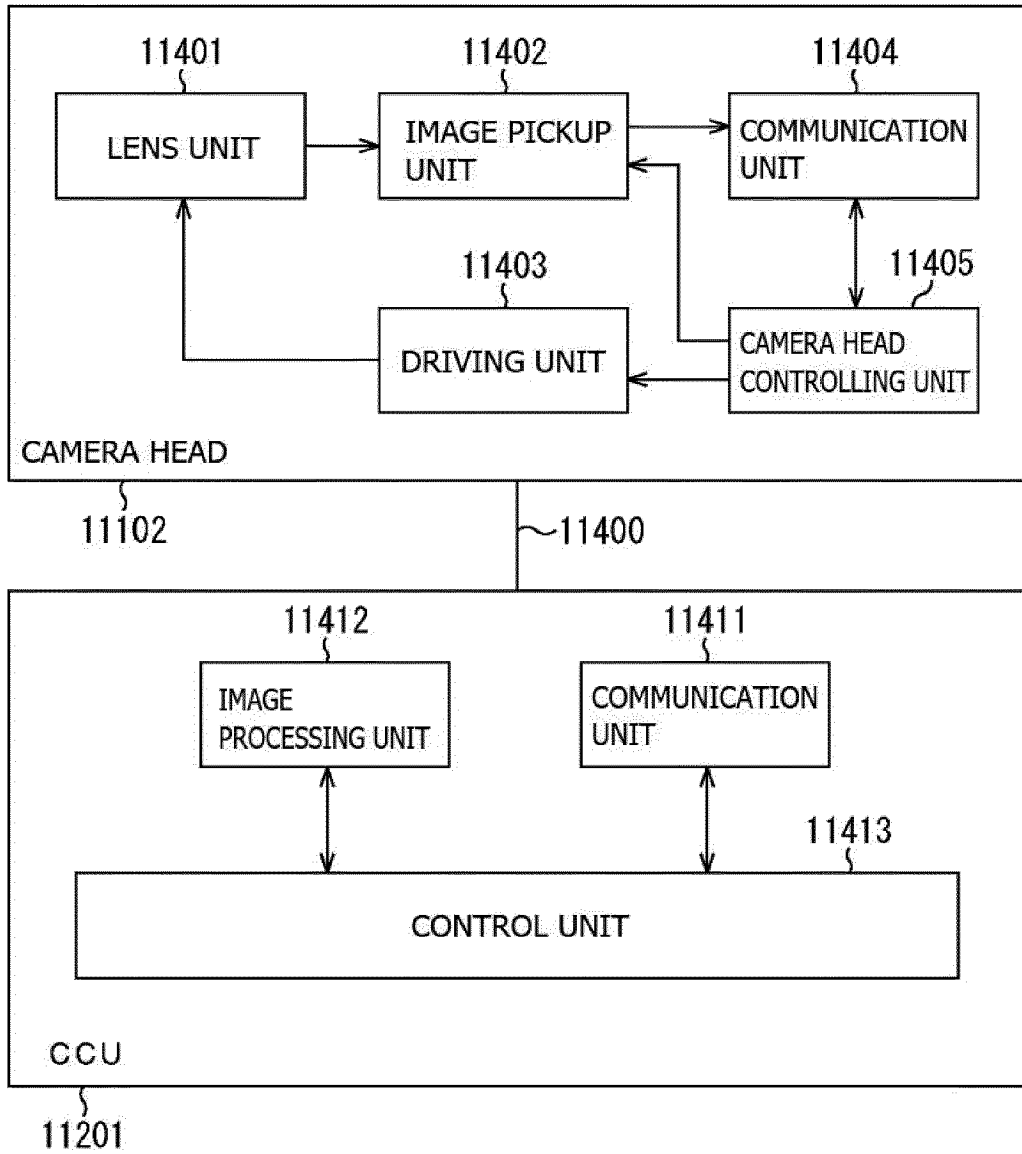 11401
11402
11404
LENS UNIT
IMAGE PICKUP
UNIT
COMMUNICATION
UNIT
11403
11405
DRIVING UNIT
CAMERA HEAD
CONTROLLING UNIT
CAMERA HEAD
11102
11400
11412
11411
IMAGE
PROCESSING UNIT
COMMUNICATION
UNIT
11413
CONTROL UNIT
CCU
11201